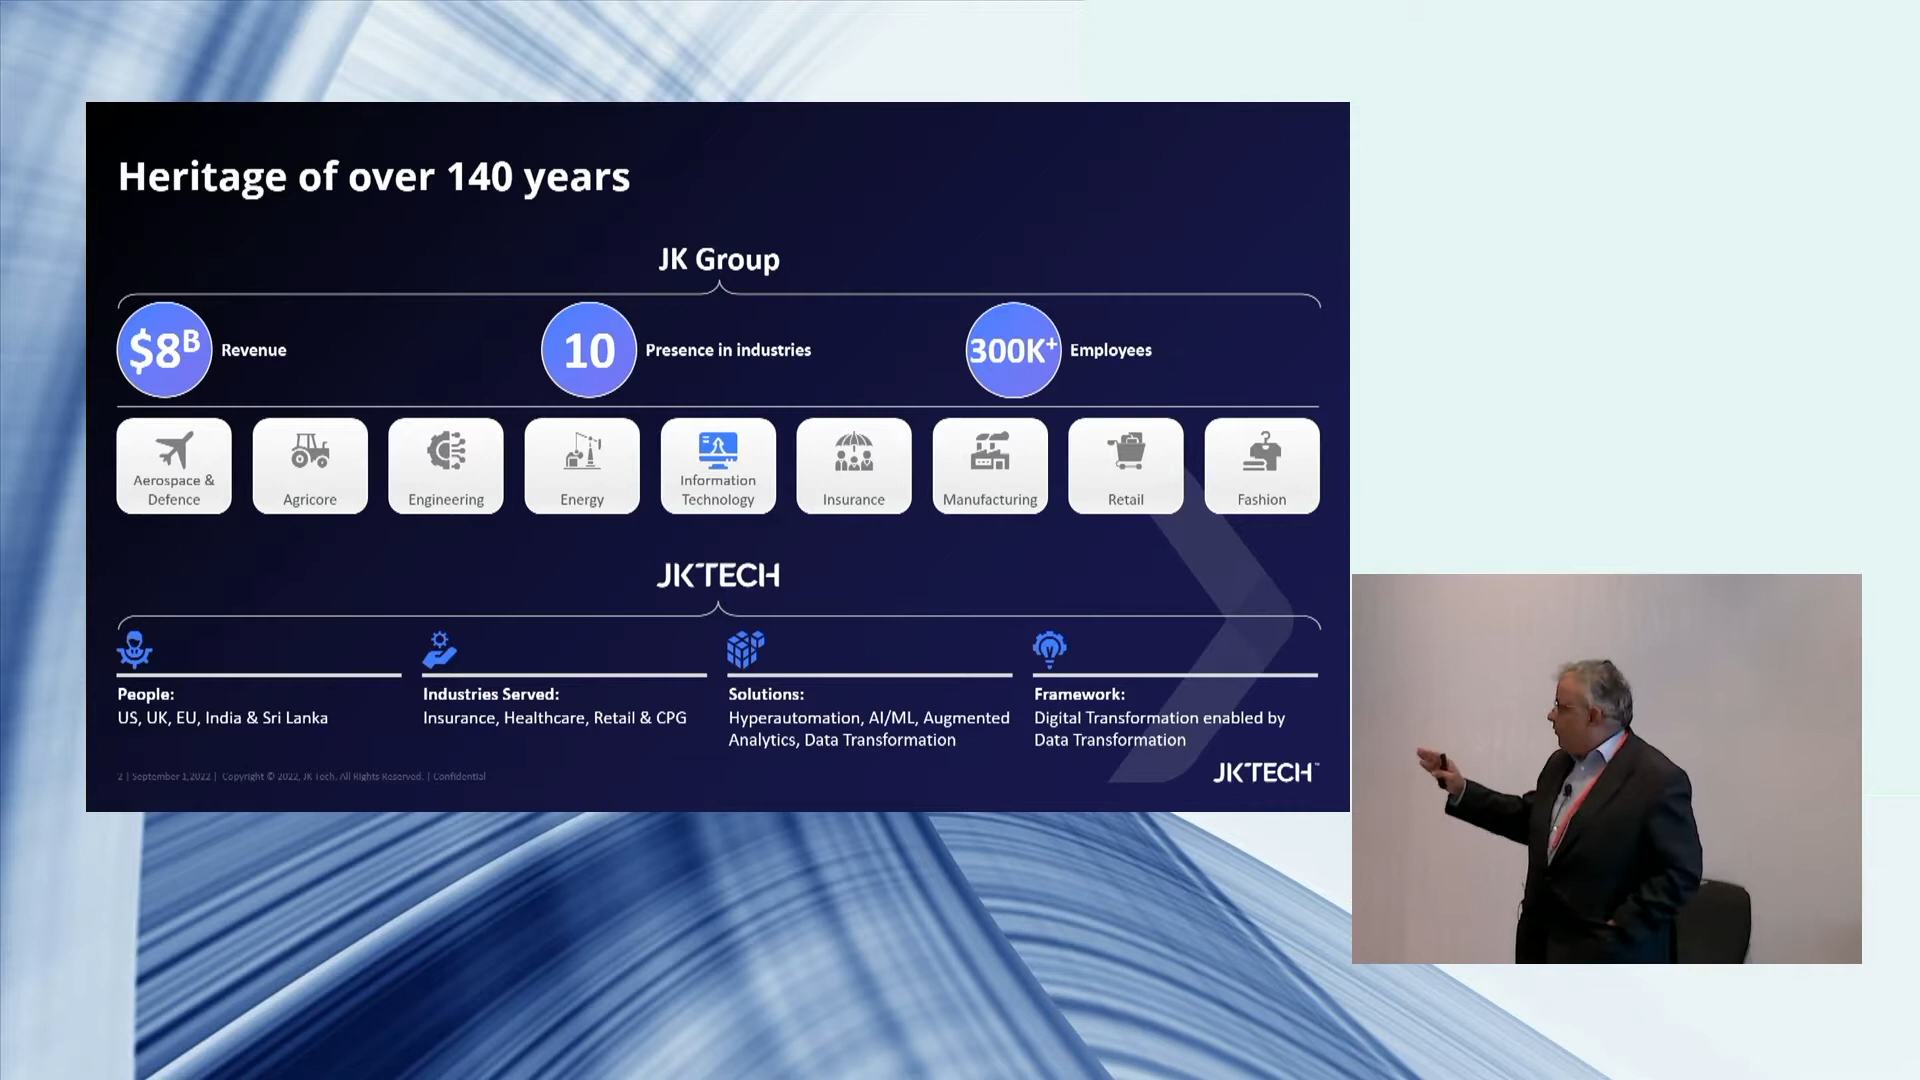 Heritage of over 140 years
JK Group
$8B Revenue
10 Presence in industries
300K+ Employees
Aerospace &
Defence
Agricore
Engineering
Energy
Information
Technology
Insurance
Manufacturing
Retail
Fashion
JKTECH
People:
US, UK, EU, India & Sri Lanka
Industries Served:
Insurance, Healthcare, Retail & CPG
Solutions:
Hyperautomation, AI/ML, Augmented
Analytics, Data Transformation
Framework:
Digital Transformation enabled by
Data Transformation
2 | September 1,2022 | Copyright © 2022, JK Tech. All Rights Reserved. | Confidential
JKTECH™